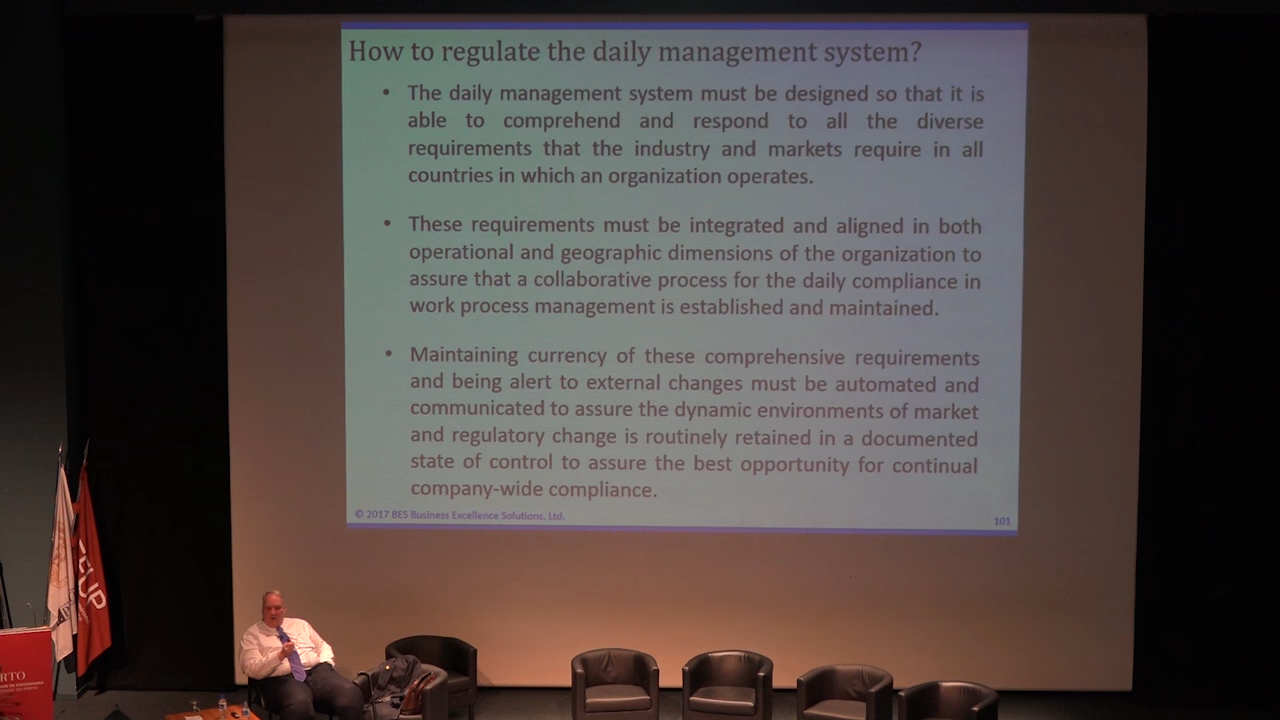 How to regulate the daily management system?
• The daily management system must be designed so that it is
able to comprehend and respond to all the diverse
requirements that the industry and markets require in all
countries in which an organization operates.
• These requirements must be integrated and aligned in both
operational and geographic dimensions of the organization to
assure that a collaborative process for the daily compliance in
work process management is established and maintained.
• Maintaining currency of these comprehensive requirements
and being alert to external changes must be automated and
communicated to assure the dynamic environments of market
and regulatory change is routinely retained in a documented
state of control to assure the best opportunity for continual
company-wide compliance.
© 2017 BES Business Excellence Solutions, Ltd.
101
FEUP
RTO